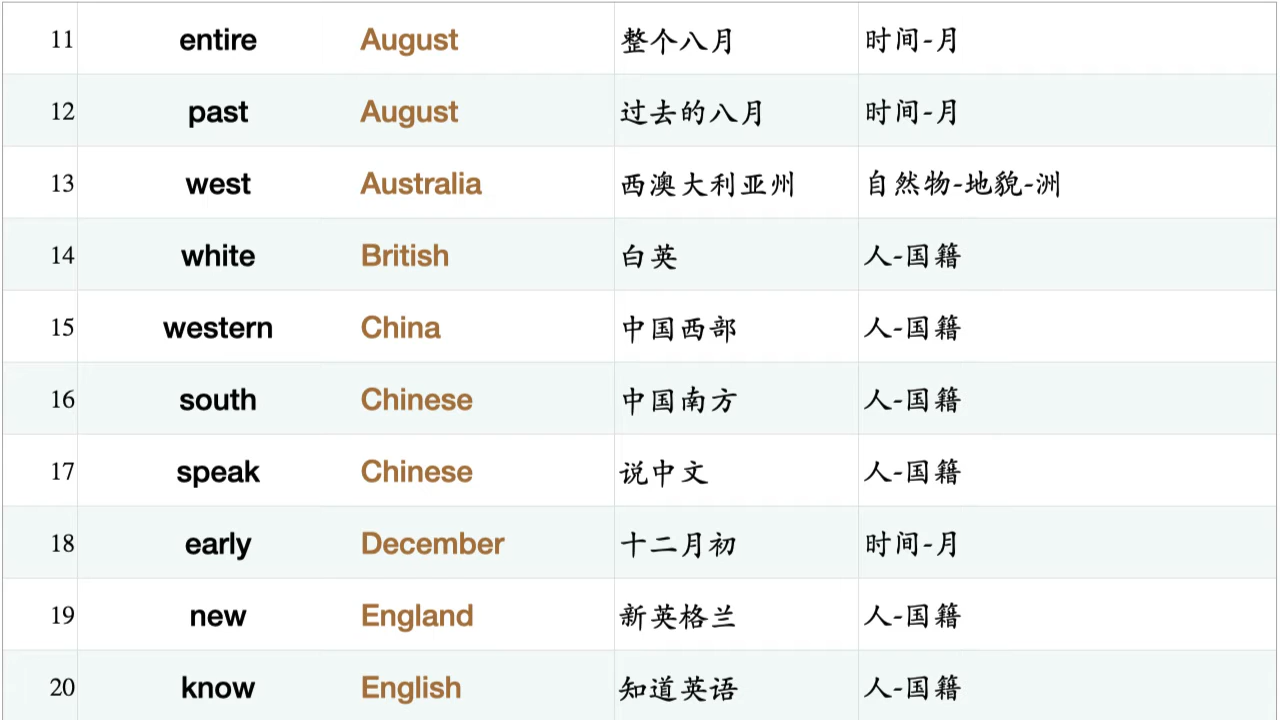 11 entire August 整个八月 时间-月
12 past August 过去的八月 时间-月
13 west Australia 西澳大利亚州 自然物-地貌-洲
14 white British 白英 人-国籍
15 western China 中国西部 人-国籍
16 south Chinese 中国南方 人-国籍
17 speak Chinese 说中文 人-国籍
18 early December 十二月初 时间-月
19 new England 新英格兰 人-国籍
20 know English 知道英语 人-国籍